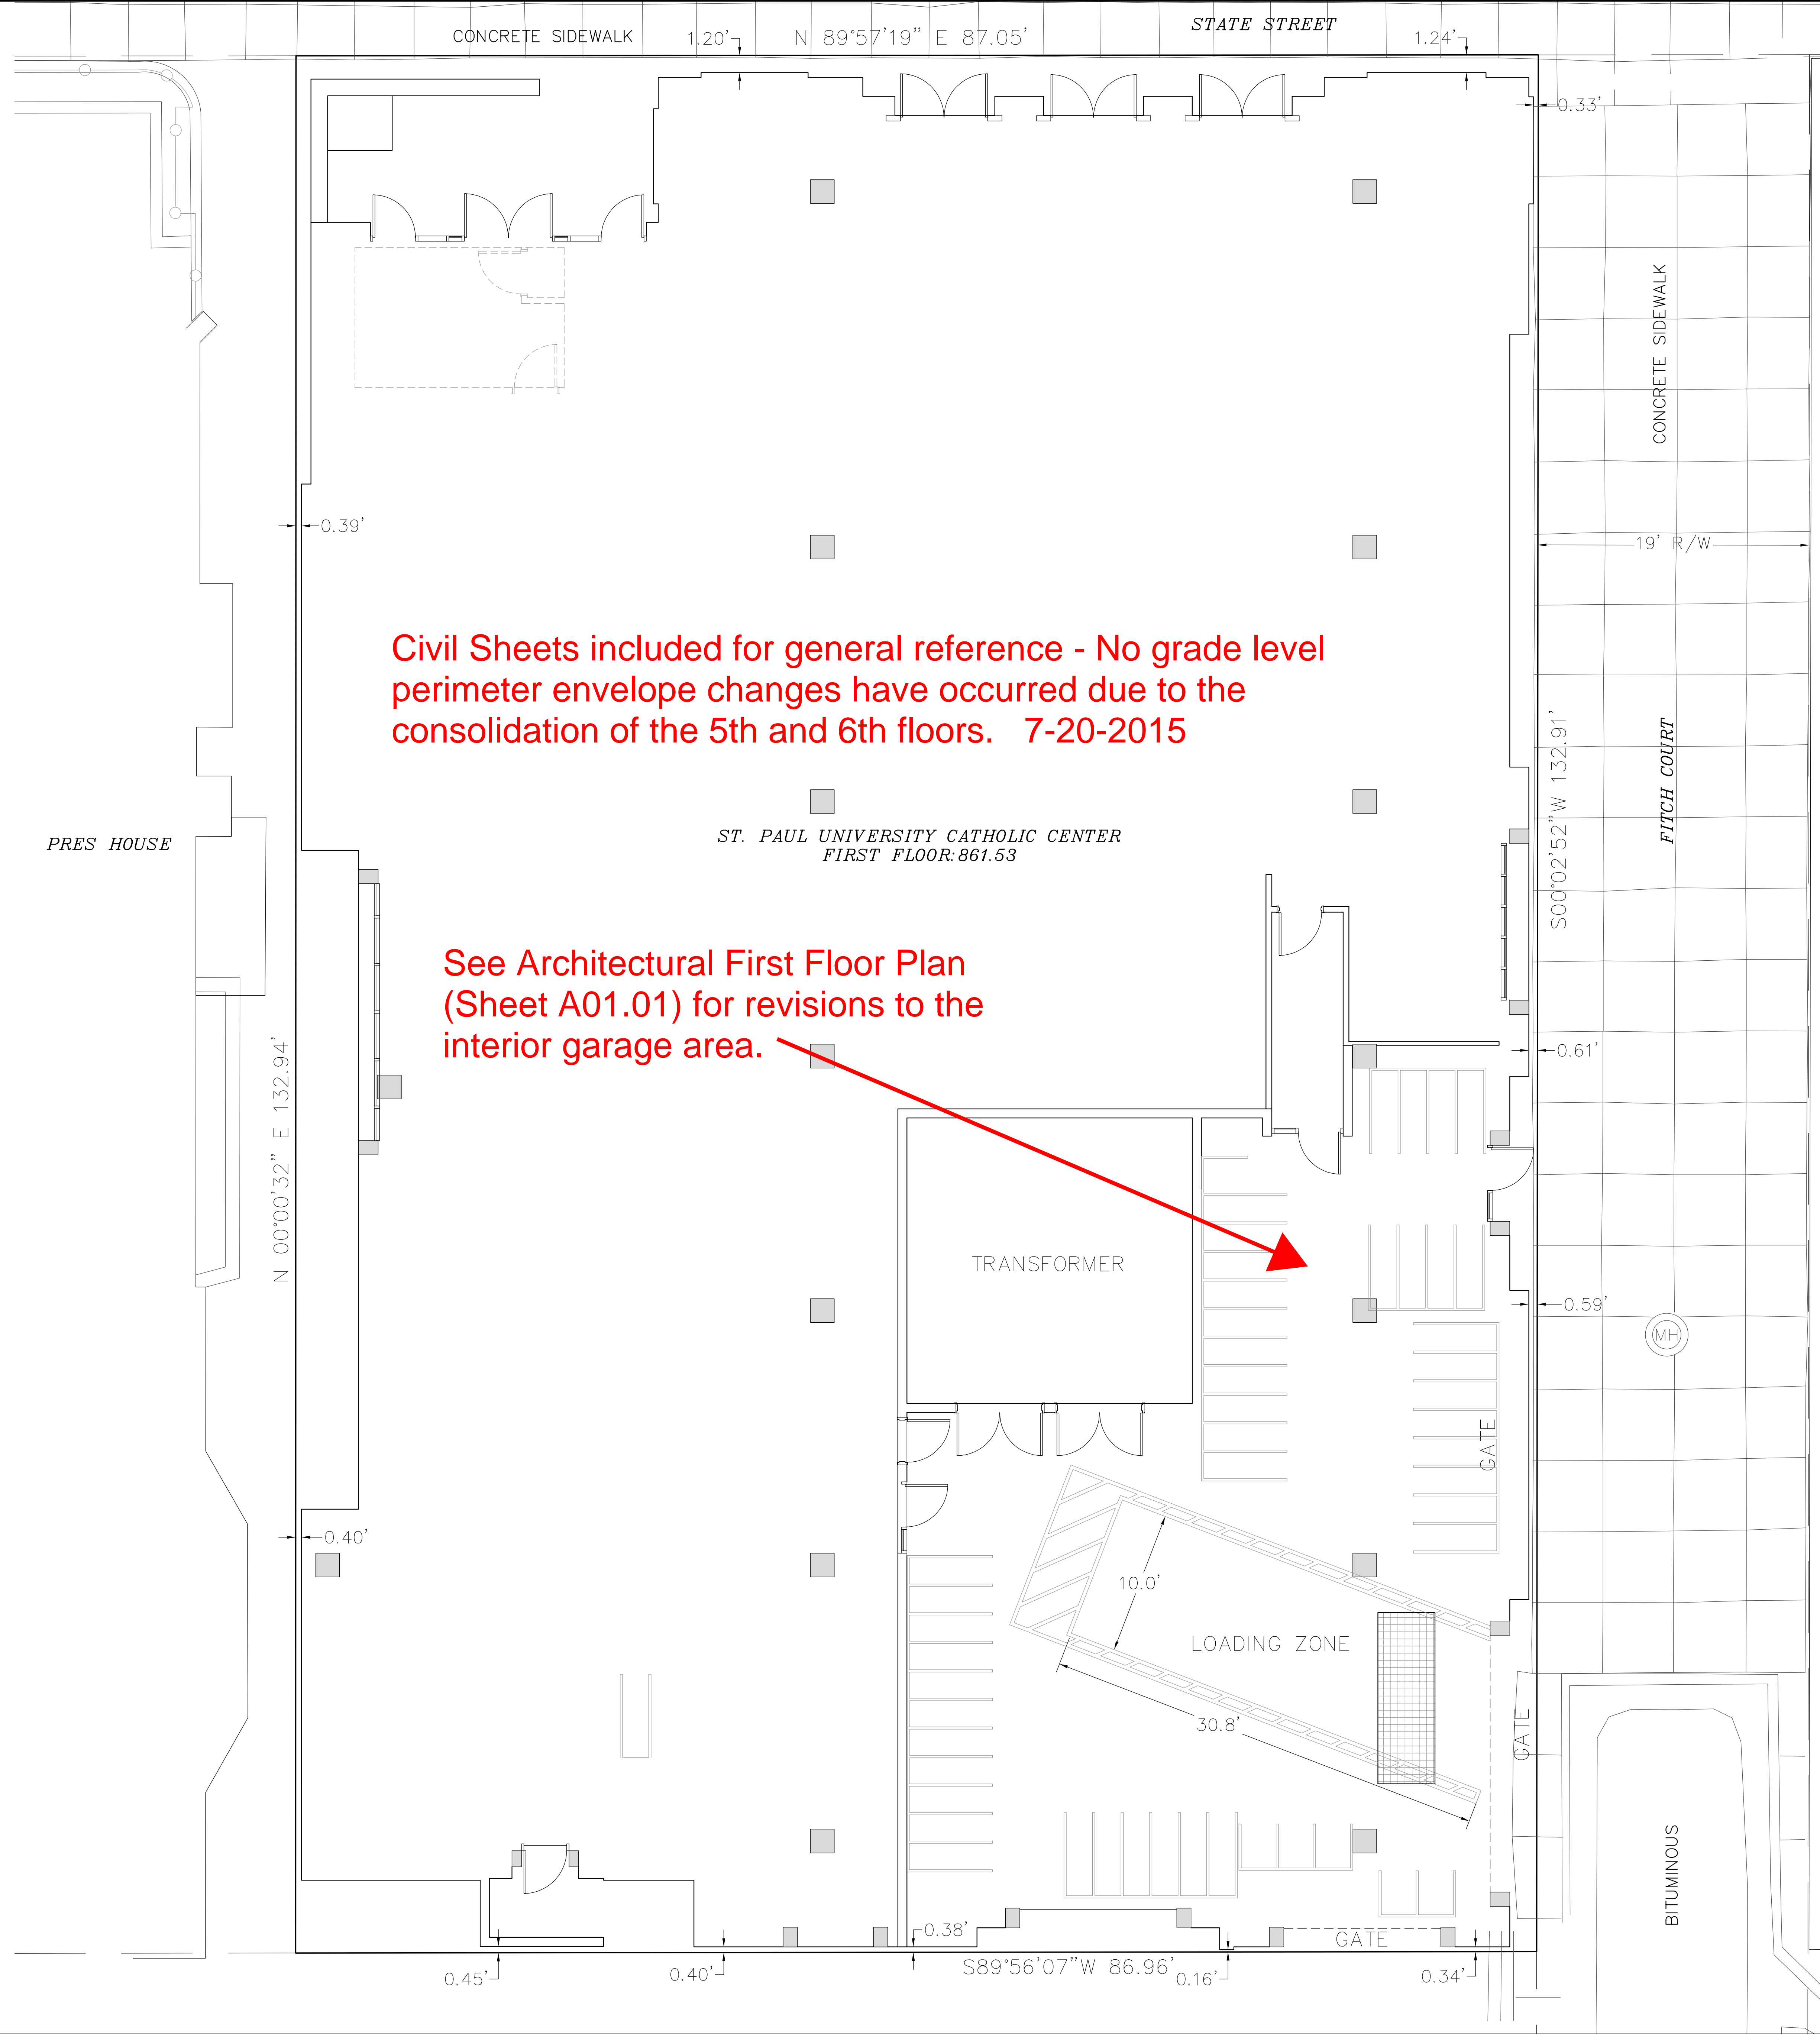 CONCRETE SIDEWALK
1.20'
N 89°57'19" E 87.05'
STATE STREET
1.24'
0.33'
CONCRETE SIDEWALK
0.39'
19' R/W
Civil Sheets included for general reference - No grade level
perimeter envelope changes have occurred due to the
consolidation of the 5th and 6th floors.   7-20-2015
S00°02'52"W 132.91'
FITCH COURT
PRES HOUSE
ST. PAUL UNIVERSITY CATHOLIC CENTER
FIRST FLOOR:861.53
See Architectural First Floor Plan
(Sheet A01.01) for revisions to the
interior garage area.
N 00°00'32" E 132.94'
0.61'
TRANSFORMER
0.59'
MH
GATE
0.40'
10.0'
LOADING ZONE
30.8'
GATE
BITUMINOUS
0.38'
GATE
0.45'
0.40'
S89°56'07"W 86.96'
0.16'
0.34'